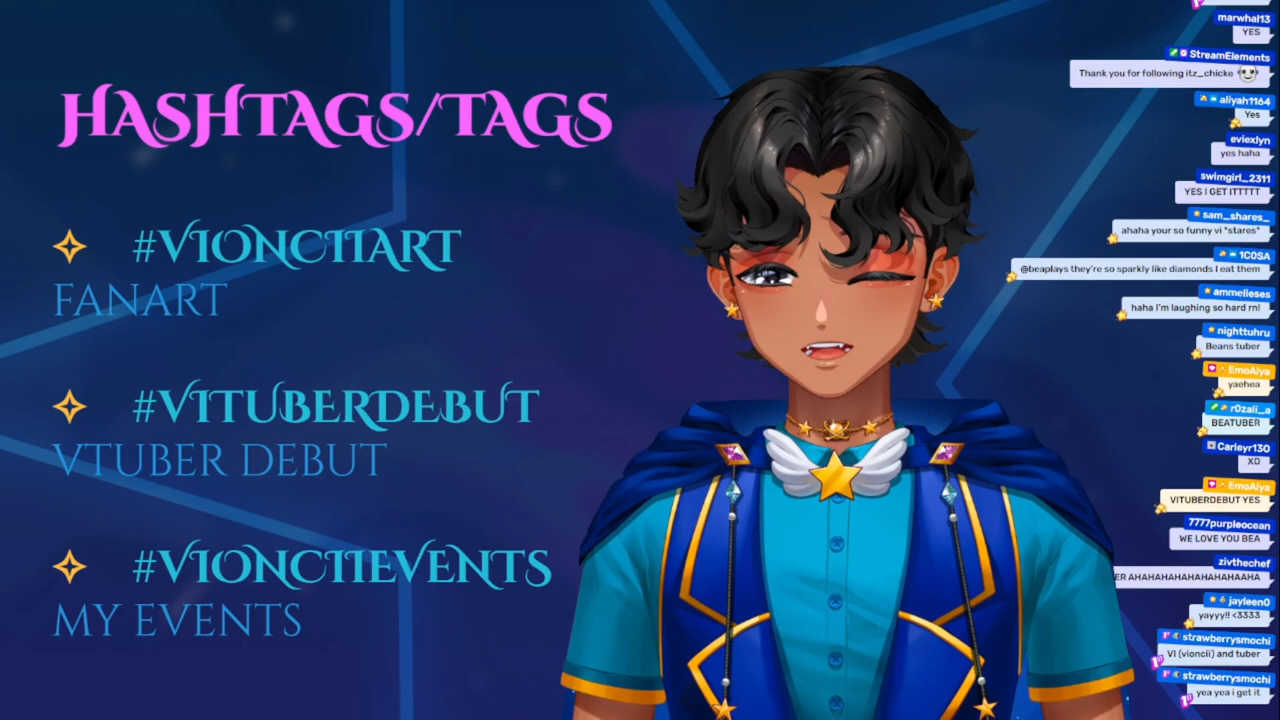 HASHTAGS/TAGS
#VIONCIIART
FANART
#VITUBERDEBUT
VTUBER DEBUT
#VIONCIIEVENTS
MY EVENTS
marwhal13
YES
StreamElements
Thank you for following itz_chicke
aliyah1164
Yes
eviexlyn
yes haha
swimgirl_2311
YES I GET ITTTTT
sam_shares_
ahaha your so funny vi *stares*
1C0SA
@beaplays they're so sparkly like diamonds I eat them
ammelieses
haha I'm laughing so hard rn!
nighttuhru
Beans tuber
EmoAiya
yaehea
r0zali_a
BEATUBER
Carleyr130
XD
EmoAiya
VITUBERDEBUT YES
7777purpleocean
WE LOVE YOU BEA
zivthechef
ER AHAHAHAHAHAHAHAAHA
jayleen0
yayyy!! <3333
strawberrysmochi
VI (vioncii) and tuber
strawberrysmochi
yea yea i get it